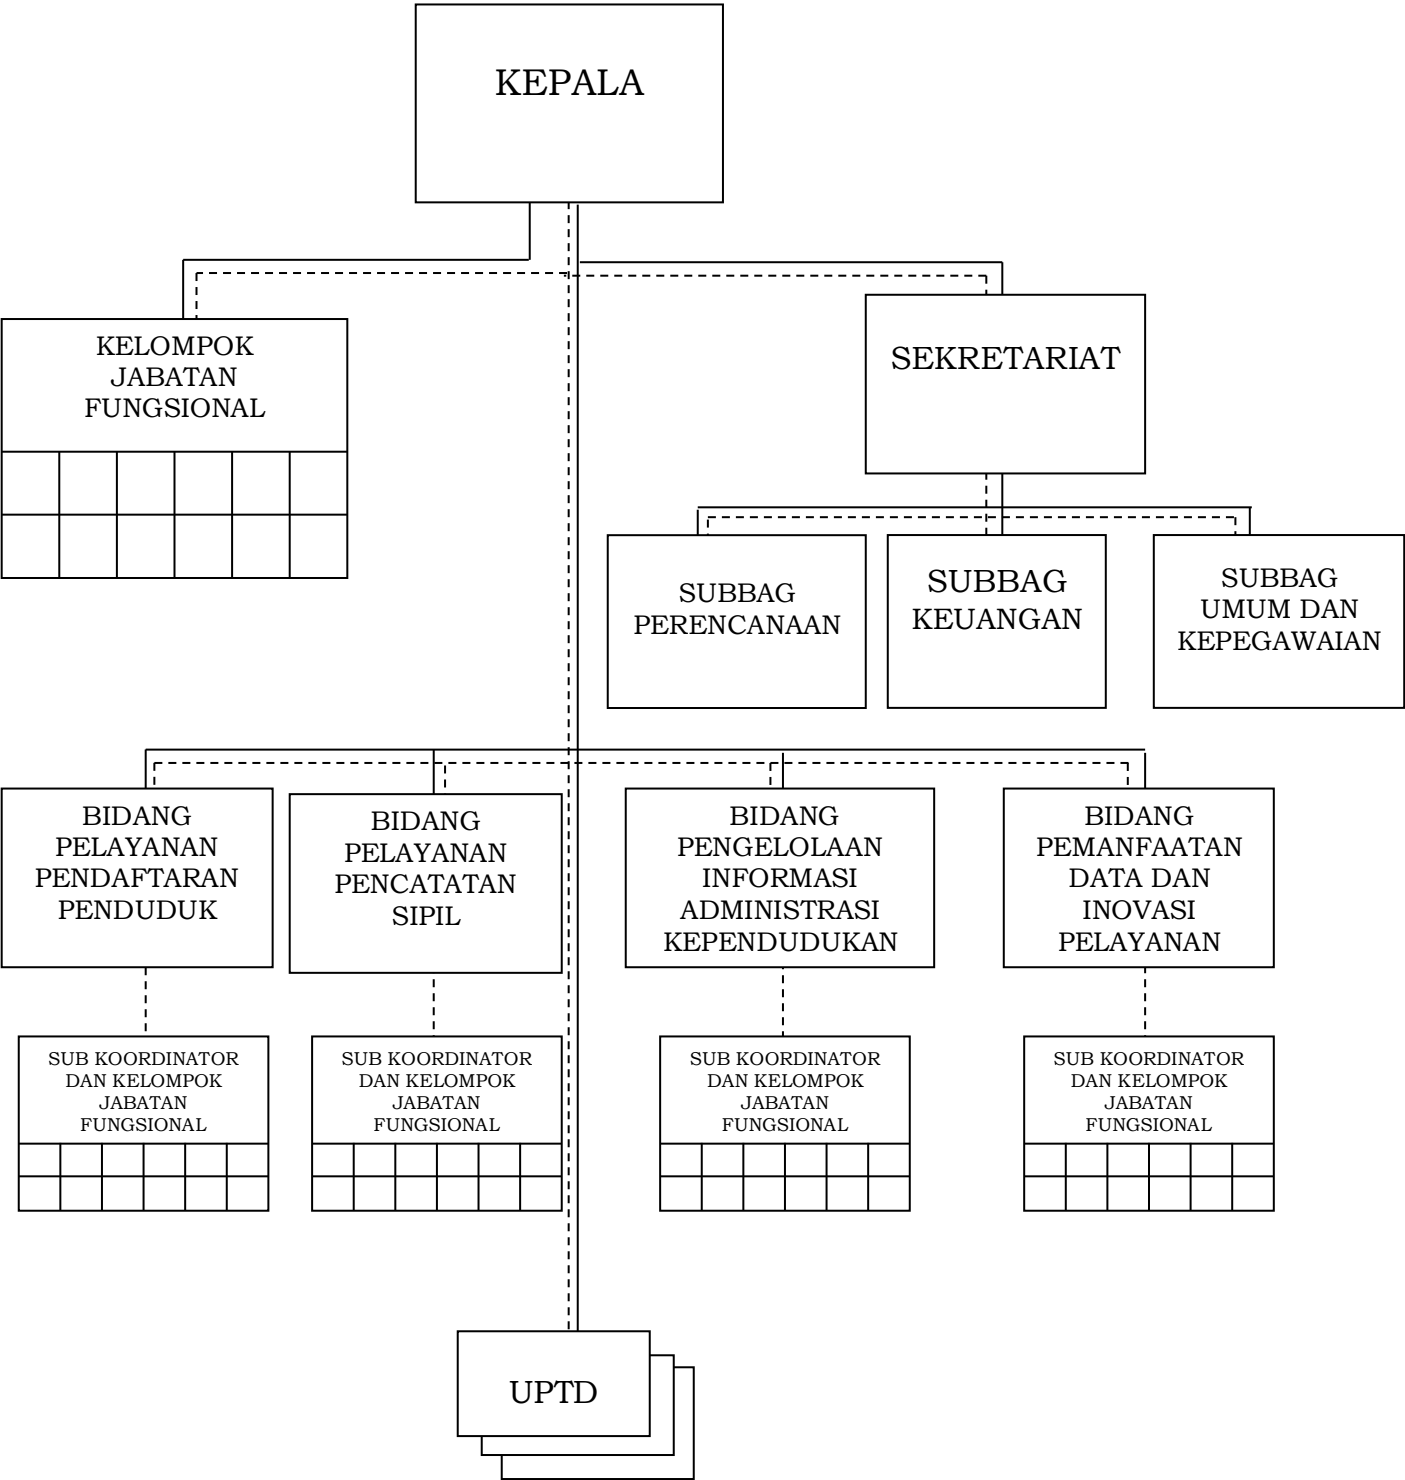 KEPALA
KELOMPOK
JABATAN
FUNGSIONAL
SEKRETARIAT
SUBBAG
PERENCANAAN
SUBBAG
KEUANGAN
SUBBAG
UMUM DAN
KEPEGAWAIAN
BIDANG
PELAYANAN
PENDAFTARAN
PENDUDUK
BIDANG
PELAYANAN
PENCATATAN
SIPIL
BIDANG
PENGELOLAAN
INFORMASI
ADMINISTRASI
KEPENDUDUKAN
BIDANG
PEMANFAATAN
DATA DAN
INOVASI
PELAYANAN
SUB KOORDINATOR
DAN KELOMPOK
JABATAN
FUNGSIONAL
SUB KOORDINATOR
DAN KELOMPOK
JABATAN
FUNGSIONAL
SUB KOORDINATOR
DAN KELOMPOK
JABATAN
FUNGSIONAL
SUB KOORDINATOR
DAN KELOMPOK
JABATAN
FUNGSIONAL
UPTD